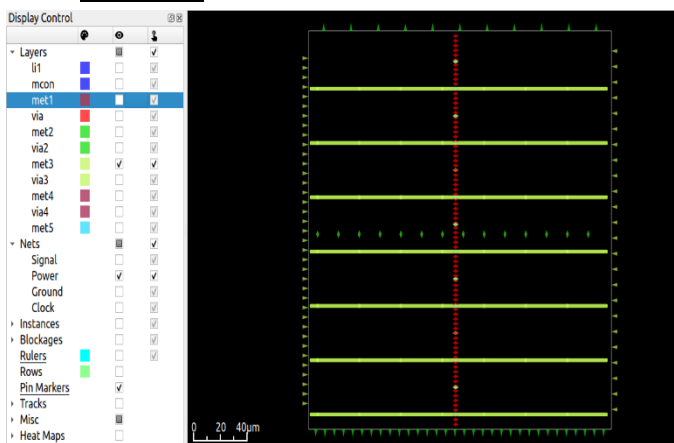 Display Control
Layers
li1
mcon
met1
via
met2
via2
met3
via3
met4
via4
met5
Nets
Signal
Power
Ground
Clock
Instances
Blockages
Rulers
Rows
Pin Markers
Tracks
Misc
Heat Maps
0 20 40μm